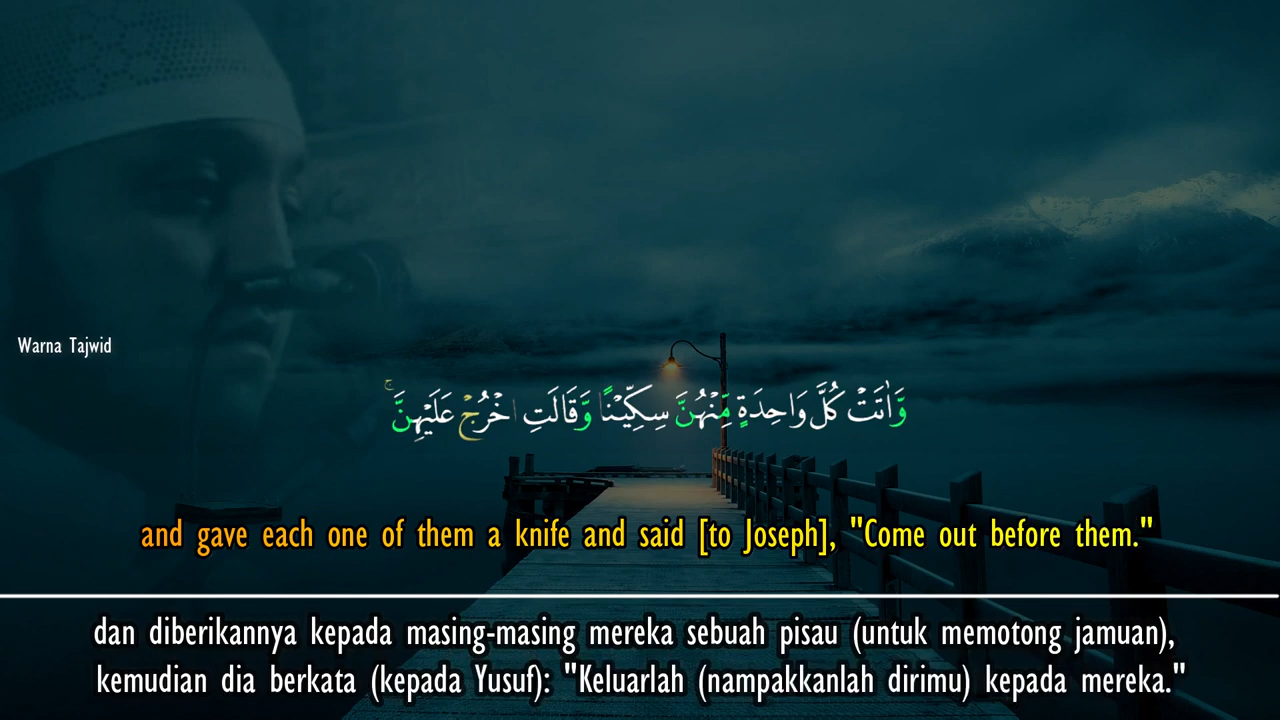 Warna Tajwid
وَّاٰتَتْ كُلَّ وَاحِدَةٍ مِّنْهُنَّ سِكِّيْنًا وَّقَالَتِ اخْرُجْ عَلَيْهِنَّ ۚ
and gave each one of them a knife and said [to Joseph], "Come out before them."
dan diberikannya kepada masing-masing mereka sebuah pisau (untuk memotong jamuan),
kemudian dia berkata (kepada Yusuf): "Keluarlah (nampakkanlah dirimu) kepada mereka."